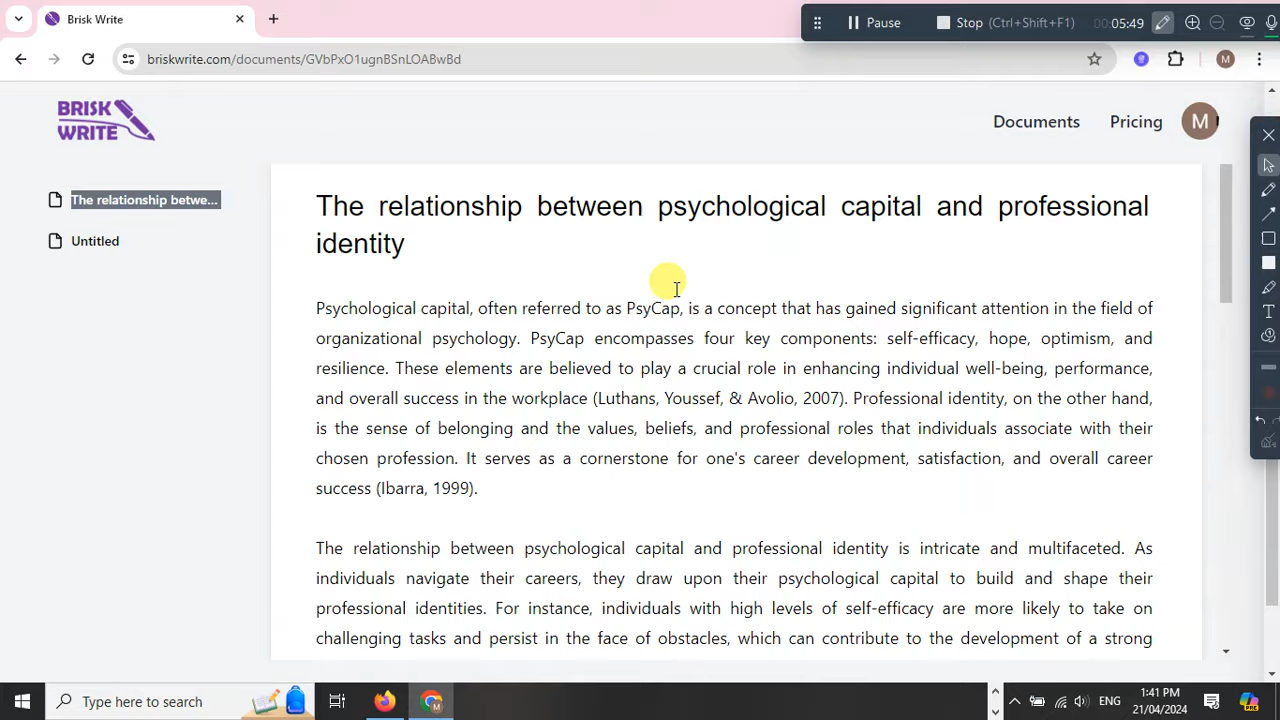 Brisk Write
Pause
Stop (Ctrl+Shift+F1)
00:05:49
briskwrite.com/documents/GVbPxO1ugnBSnLOABwBd
M
BRISK
WRITE
Documents
Pricing
M
The relationship betwe...
Untitled
The relationship between psychological capital and professional
identity
Psychological capital, often referred to as PsyCap, is a concept that has gained significant attention in the field of
organizational psychology. PsyCap encompasses four key components: self-efficacy, hope, optimism, and
resilience. These elements are believed to play a crucial role in enhancing individual well-being, performance,
and overall success in the workplace (Luthans, Youssef, & Avolio, 2007). Professional identity, on the other hand,
is the sense of belonging and the values, beliefs, and professional roles that individuals associate with their
chosen profession. It serves as a cornerstone for one's career development, satisfaction, and overall career
success (Ibarra, 1999).
The relationship between psychological capital and professional identity is intricate and multifaceted. As
individuals navigate their careers, they draw upon their psychological capital to build and shape their
professional identities. For instance, individuals with high levels of self-efficacy are more likely to take on
challenging tasks and persist in the face of obstacles, which can contribute to the development of a strong
Type here to search
ENG
1:41 PM
21/04/2024
PRE